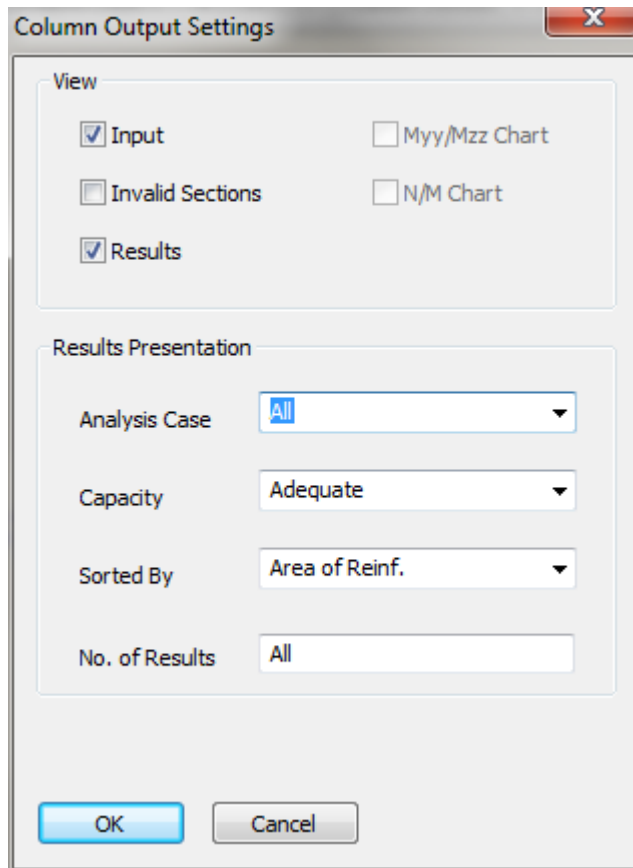 Column Output Settings
X
View
Input
Myy/Mzz Chart
Invalid Sections
N/M Chart
Results
Results Presentation
Analysis Case
All
Capacity
Adequate
Sorted By
Area of Reinf.
No. of Results
All
OK
Cancel